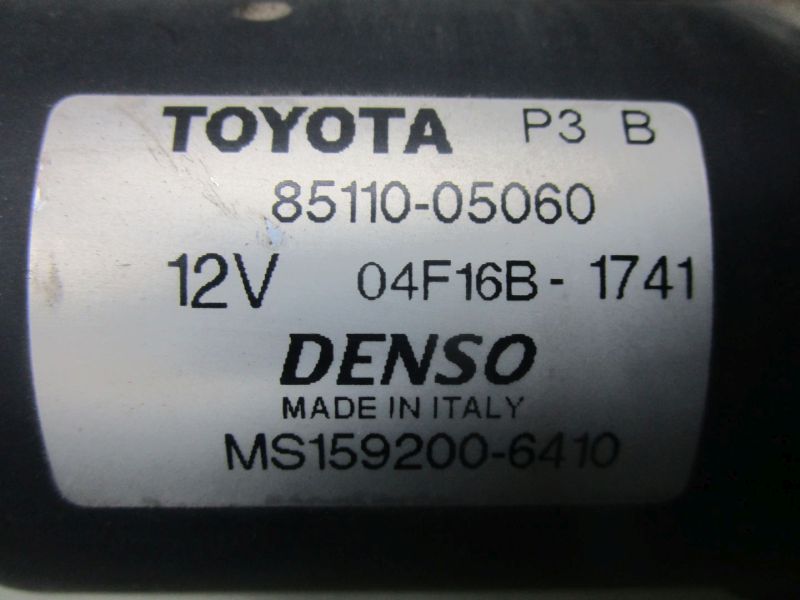 TOYOTA P3 B
85110-05060
12V 04F16B- 1741
DENSO
MADE IN ITALY
MS159200-6410